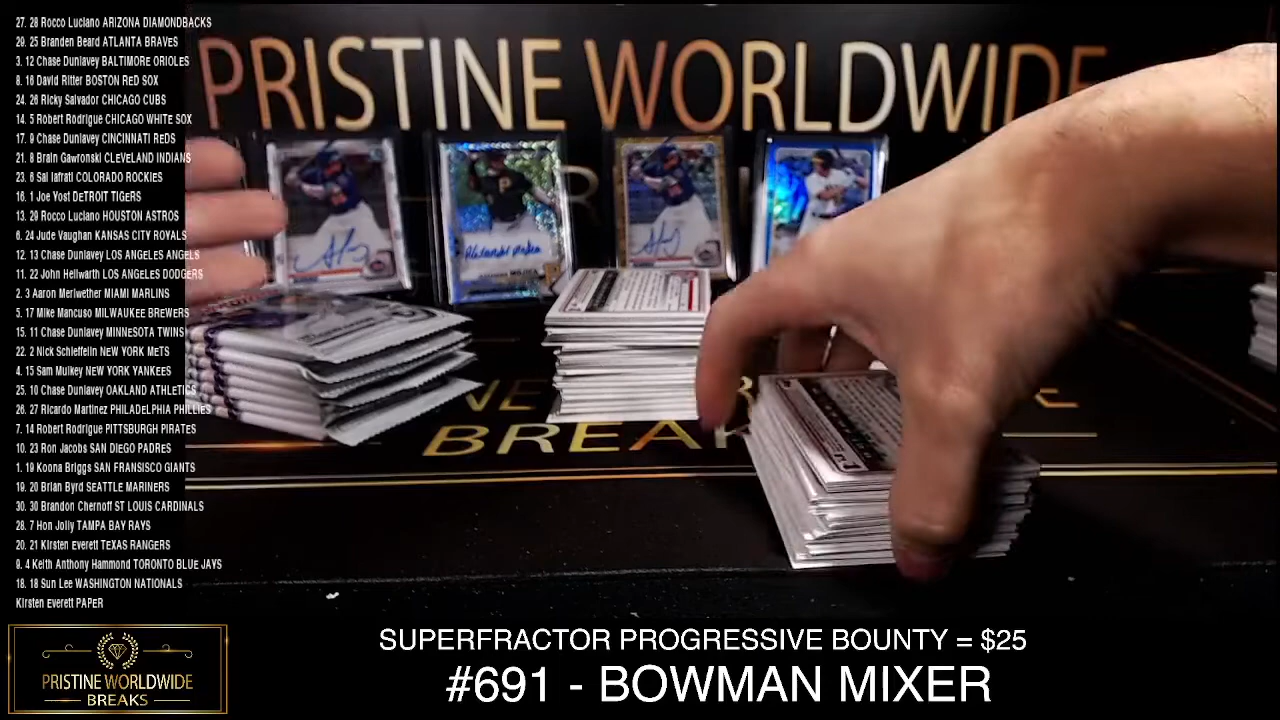 27. 28 Rocco Luciano ARIZONA DIAMONDBACKS
29. 25 Branden Beard ATLANTA BRAVES
3. 12 Chase Dunlavey BALTIMORE ORIOLES
8. 16 David Ritter BOSTON RED SOX
24. 26 Ricky Salvador CHICAGO CUBS
14. 5 Robert Rodrigue CHICAGO WHITE SOX
17. 9 Chase Dunlavey CINCINNATI REDS
21. 8 Brain Gawronski CLEVELAND INDIANS
23. 6 Sal Iafrati COLORADO ROCKIES
16. 1 Joe Yost DETROIT TIGERS
13. 29 Rocco Luciano HOUSTON ASTROS
6. 24 Jude Vaughan KANSAS CITY ROYALS
12. 13 Chase Dunlavey LOS ANGELES ANGELS
11. 22 John Hellwarth LOS ANGELES DODGERS
2. 3 Aaron Meriwether MIAMI MARLINS
5. 17 Mike Mancuso MILWAUKEE BREWERS
15. 11 Chase Dunlavey MINNESOTA TWINS
22. 2 Nick Schieffelin NEW YORK METS
4. 15 Sam Mulkey NEW YORK YANKEES
25. 10 Chase Dunlavey OAKLAND ATHLETICS
26. 27 Ricardo Martinez PHILADELPHIA PHILLIES
7. 14 Robert Rodrigue PITTSBURGH PIRATES
10. 23 Ron Jacobs SAN DIEGO PADRES
1. 19 Koona Briggs SAN FRANSISCO GIANTS
19. 20 Brian Byrd SEATTLE MARINERS
30. 30 Brandon Chernoff ST LOUIS CARDINALS
28. 7 Hon Jolly TAMPA BAY RAYS
20. 21 Kirsten Everett TEXAS RANGERS
9. 4 Keith Anthony Hammond TORONTO BLUE JAYS
18. 18 Sun Lee WASHINGTON NATIONALS
Kirsten Everett PAPER
PRISTINE WORLDWIDE
BREAK
PRISTINE WORLDWIDE
BREAKS
SUPERFRACTOR PROGRESSIVE BOUNTY = $25
#691 - BOWMAN MIXER